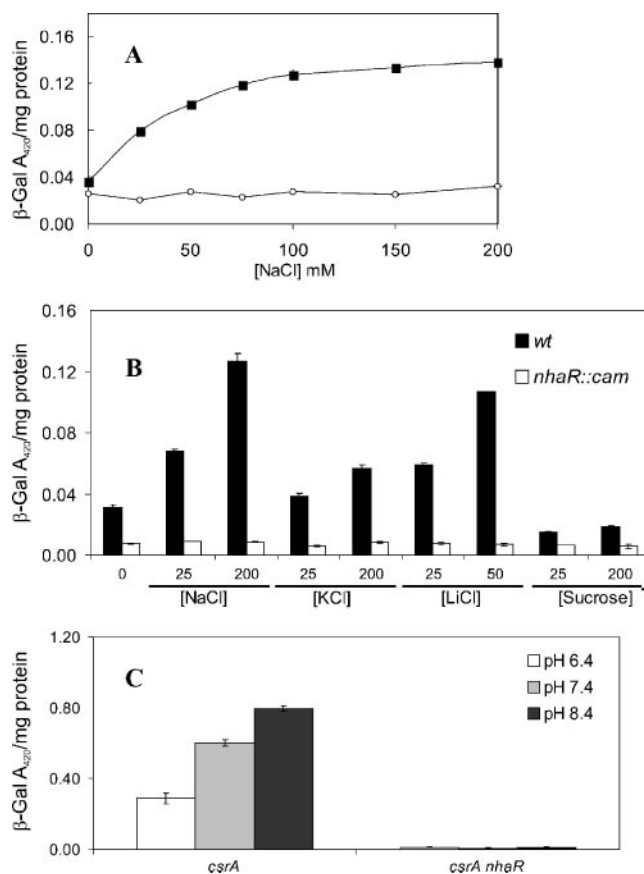 A
β-Gal A420/mg protein
0.16
0.12
0.08
0.04
0.00
0 50 100 150 200
[NaCl] mM
B
β-Gal A420/mg protein
0.16
0.12
0.08
0.04
0.00
wt
nhaR::cam
0 25 200 25 200 25 50 25 200
[NaCl] [KCl] [LiCl] [Sucrose]
C
β-Gal A420/mg protein
1.20
0.80
0.40
0.00
pH 6.4
pH 7.4
pH 8.4
csrA csrA nhaR